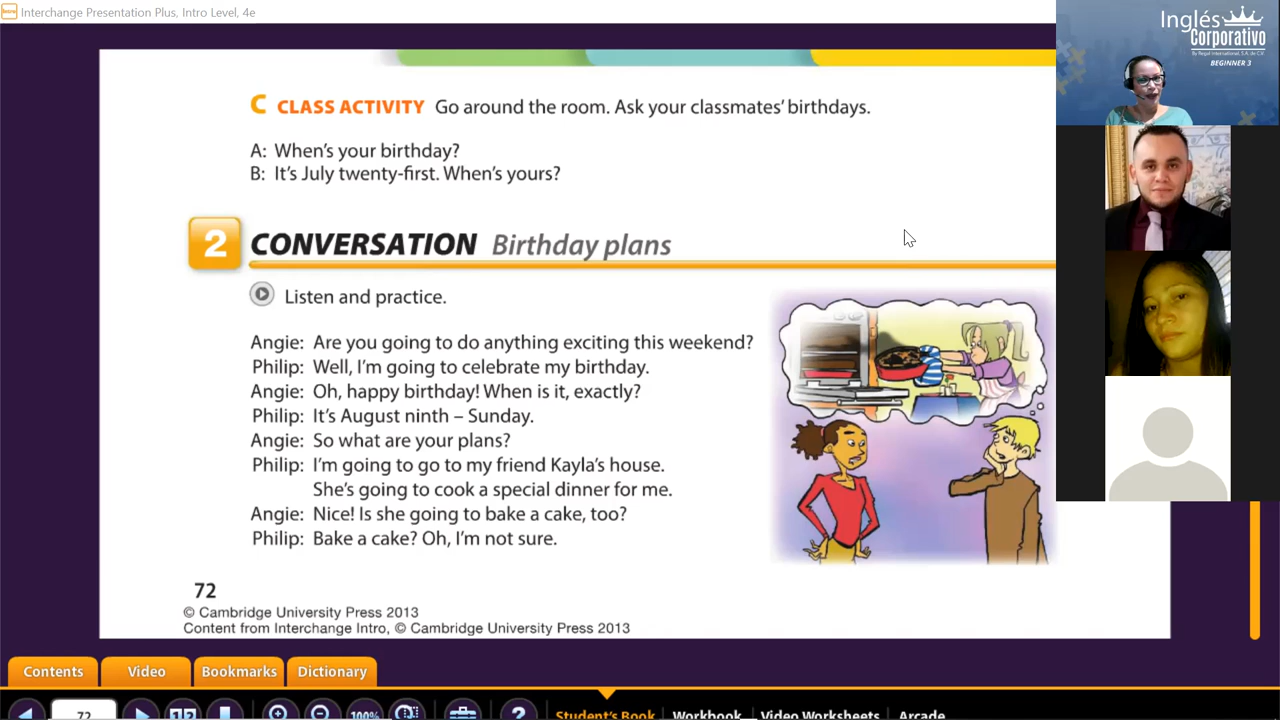 Interchange Presentation Plus, Intro Level, 4e
Inglés
Corporativo
By Regal International, S.A. de C.V.
BEGINNER 3
C CLASS ACTIVITY Go around the room. Ask your classmates' birthdays.
A: When's your birthday?
B: It's July twenty-first. When's yours?
2 CONVERSATION Birthday plans
Listen and practice.
Angie: Are you going to do anything exciting this weekend?
Philip: Well, I'm going to celebrate my birthday.
Angie: Oh, happy birthday! When is it, exactly?
Philip: It's August ninth – Sunday.
Angie: So what are your plans?
Philip: I'm going to go to my friend Kayla's house.
She's going to cook a special dinner for me.
Angie: Nice! Is she going to bake a cake, too?
Philip: Bake a cake? Oh, I'm not sure.
72
© Cambridge University Press 2013
Content from Interchange Intro, © Cambridge University Press 2013
Contents Video Bookmarks Dictionary
72 100% ? Student's Book Workbook Video Worksheets Arcade